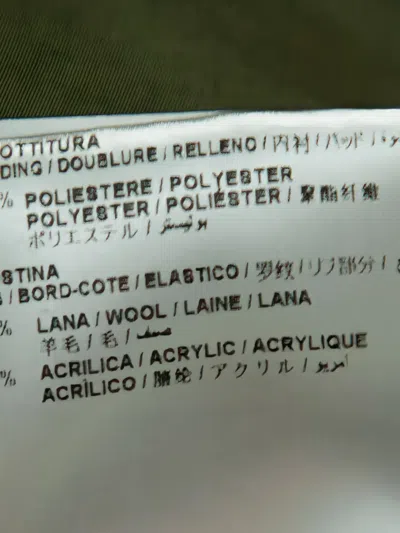 OTTITURA
DING / DOUBLURE / RELLENO / 内衬 / パッド /
% POLIESTERE / POLYESTER
POLYESTER / POLIÉSTER / 聚酯纤维
ポリエステル / بوليستر
STINA
/ BORD-COTE / ELASTICO / 罗纹 / リブ部分 /
% LANA / WOOL / LAINE / LANA
羊毛 / 毛 /
% ACRILICA / ACRYLIC / ACRYLIQUE
ACRÍLICO / 腈纶 / アクリル /